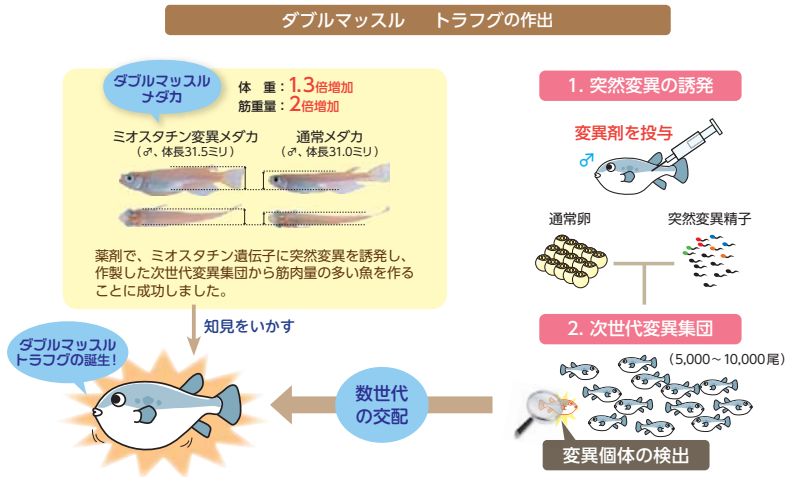 ダブルマッスル　トラフグの作出
ダブルマッスル
メダカ
体　重：1.3倍増加
筋重量：2倍増加
ミオスタチン変異メダカ
（♂、体長31.5ミリ）
通常メダカ
（♂、体長31.0ミリ）
薬剤で、ミオスタチン遺伝子に突然変異を誘発し、
作製した次世代変異集団から筋肉量の多い魚を作る
ことに成功しました。
知見をいかす
ダブルマッスル
トラフグの誕生！
数世代
の交配
1. 突然変異の誘発
変異剤を投与
♂
通常卵
突然変異精子
2. 次世代変異集団
（5,000～10,000尾）
変異個体の検出